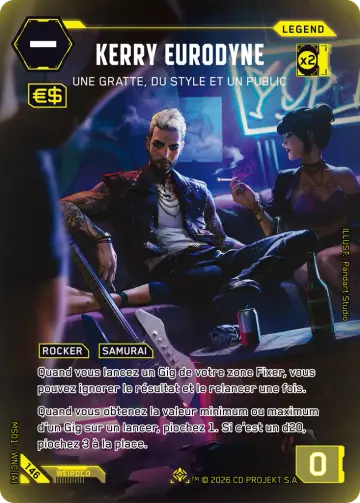 LEGEND
KERRY EURODYNE
x2
UNE GRATTE, DU STYLE ET UN PUBLIC
€$
YUPI
ILLUST. Pandart Studio
ROCKER SAMURAI
Quand vous lancez un Gig de votre zone Fixer, vous
pouvez ignorer le résultat et le relancer une fois.
Quand vous obtenez la valeur minimum ou maximum
d'un Gig sur un lancer, piochez 1. Si c'est un d20,
piochez 3 à la place.
0
146
WEIRDCO
™ © 2026 CD PROJEKT S.A.